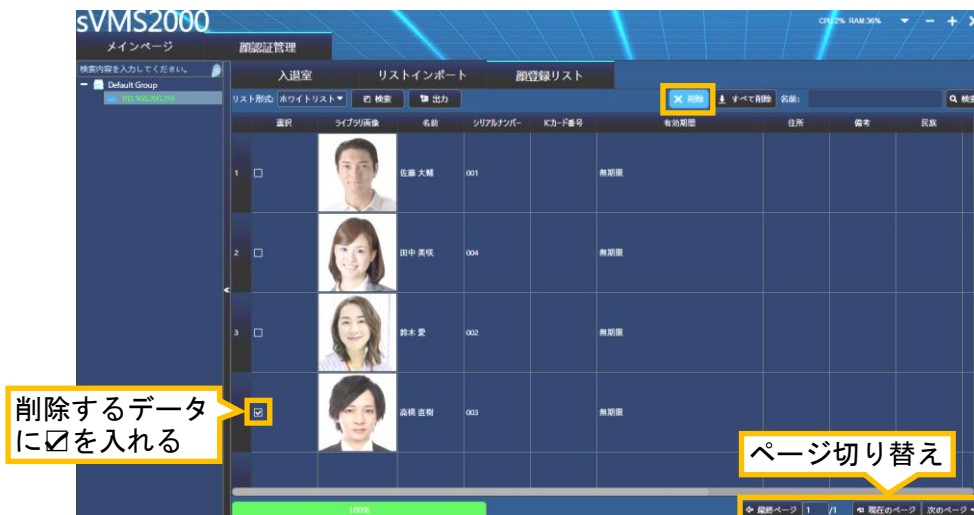 sVMS2000
CPU:2% RAM:36%
メインページ
顔認証管理
検索内容を入力してください。
Default Group
入退室
リストインポート
顔登録リスト
リスト形式: ホワイトリスト 検索 出力 削除 すべて削除 名前: 検索
選択 ライブラリ画像 名前 シリアルナンバー ICカード番号 有効期間 住所 備考 民族
1 佐藤 大輔 001 無期限
2 田中 美咲 004 無期限
3 鈴木 愛 002 無期限
高橋 直樹 003 無期限
削除するデータ
に☑を入れる
ページ切り替え
100%
最終ページ 1 /1 現在のページ 次のページ